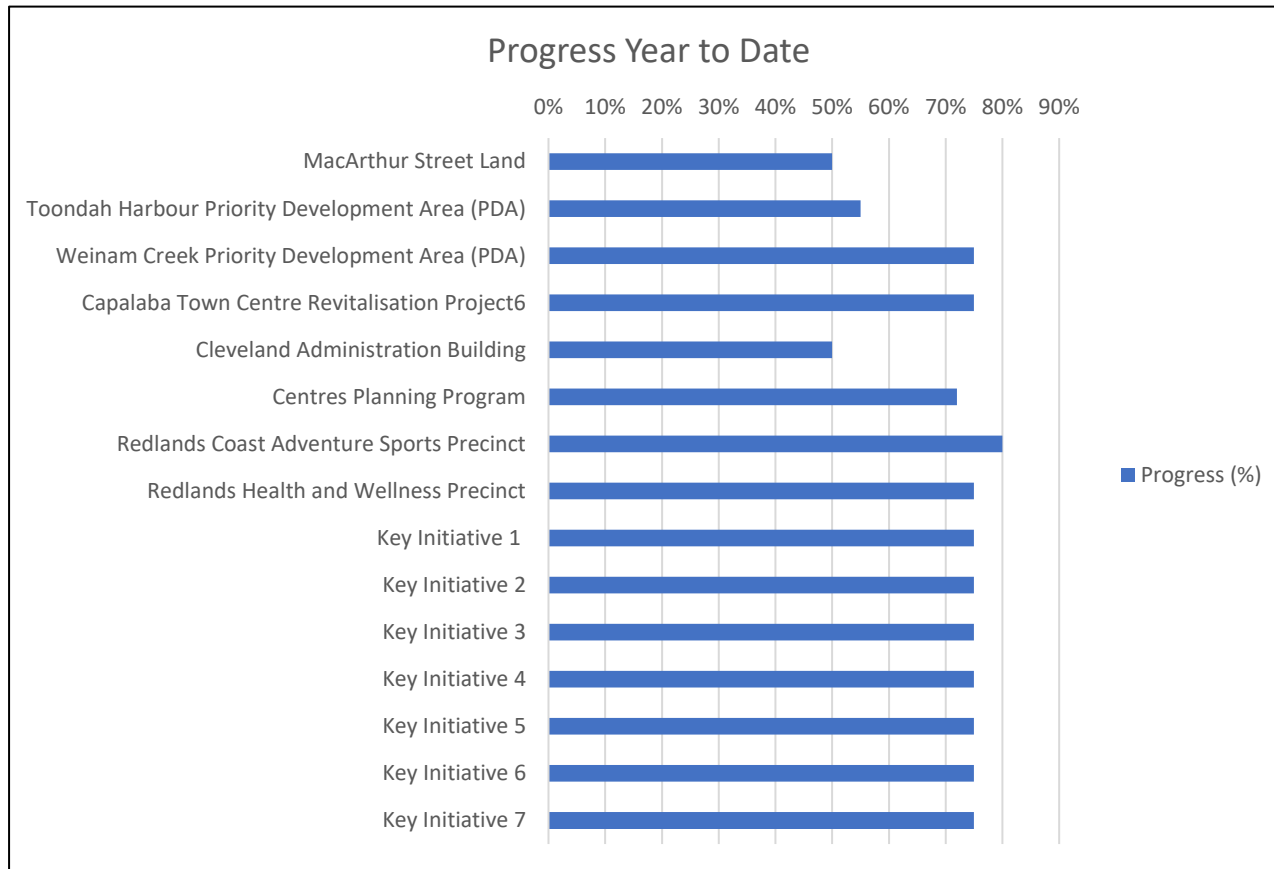 Progress Year to Date
0% 10% 20% 30% 40% 50% 60% 70% 80% 90%
MacArthur Street Land
Toondah Harbour Priority Development Area (PDA)
Weinam Creek Priority Development Area (PDA)
Capalaba Town Centre Revitalisation Project6
Cleveland Administration Building
Centres Planning Program
Redlands Coast Adventure Sports Precinct
Redlands Health and Wellness Precinct
Key Initiative 1
Key Initiative 2
Key Initiative 3
Key Initiative 4
Key Initiative 5
Key Initiative 6
Key Initiative 7
Progress (%)